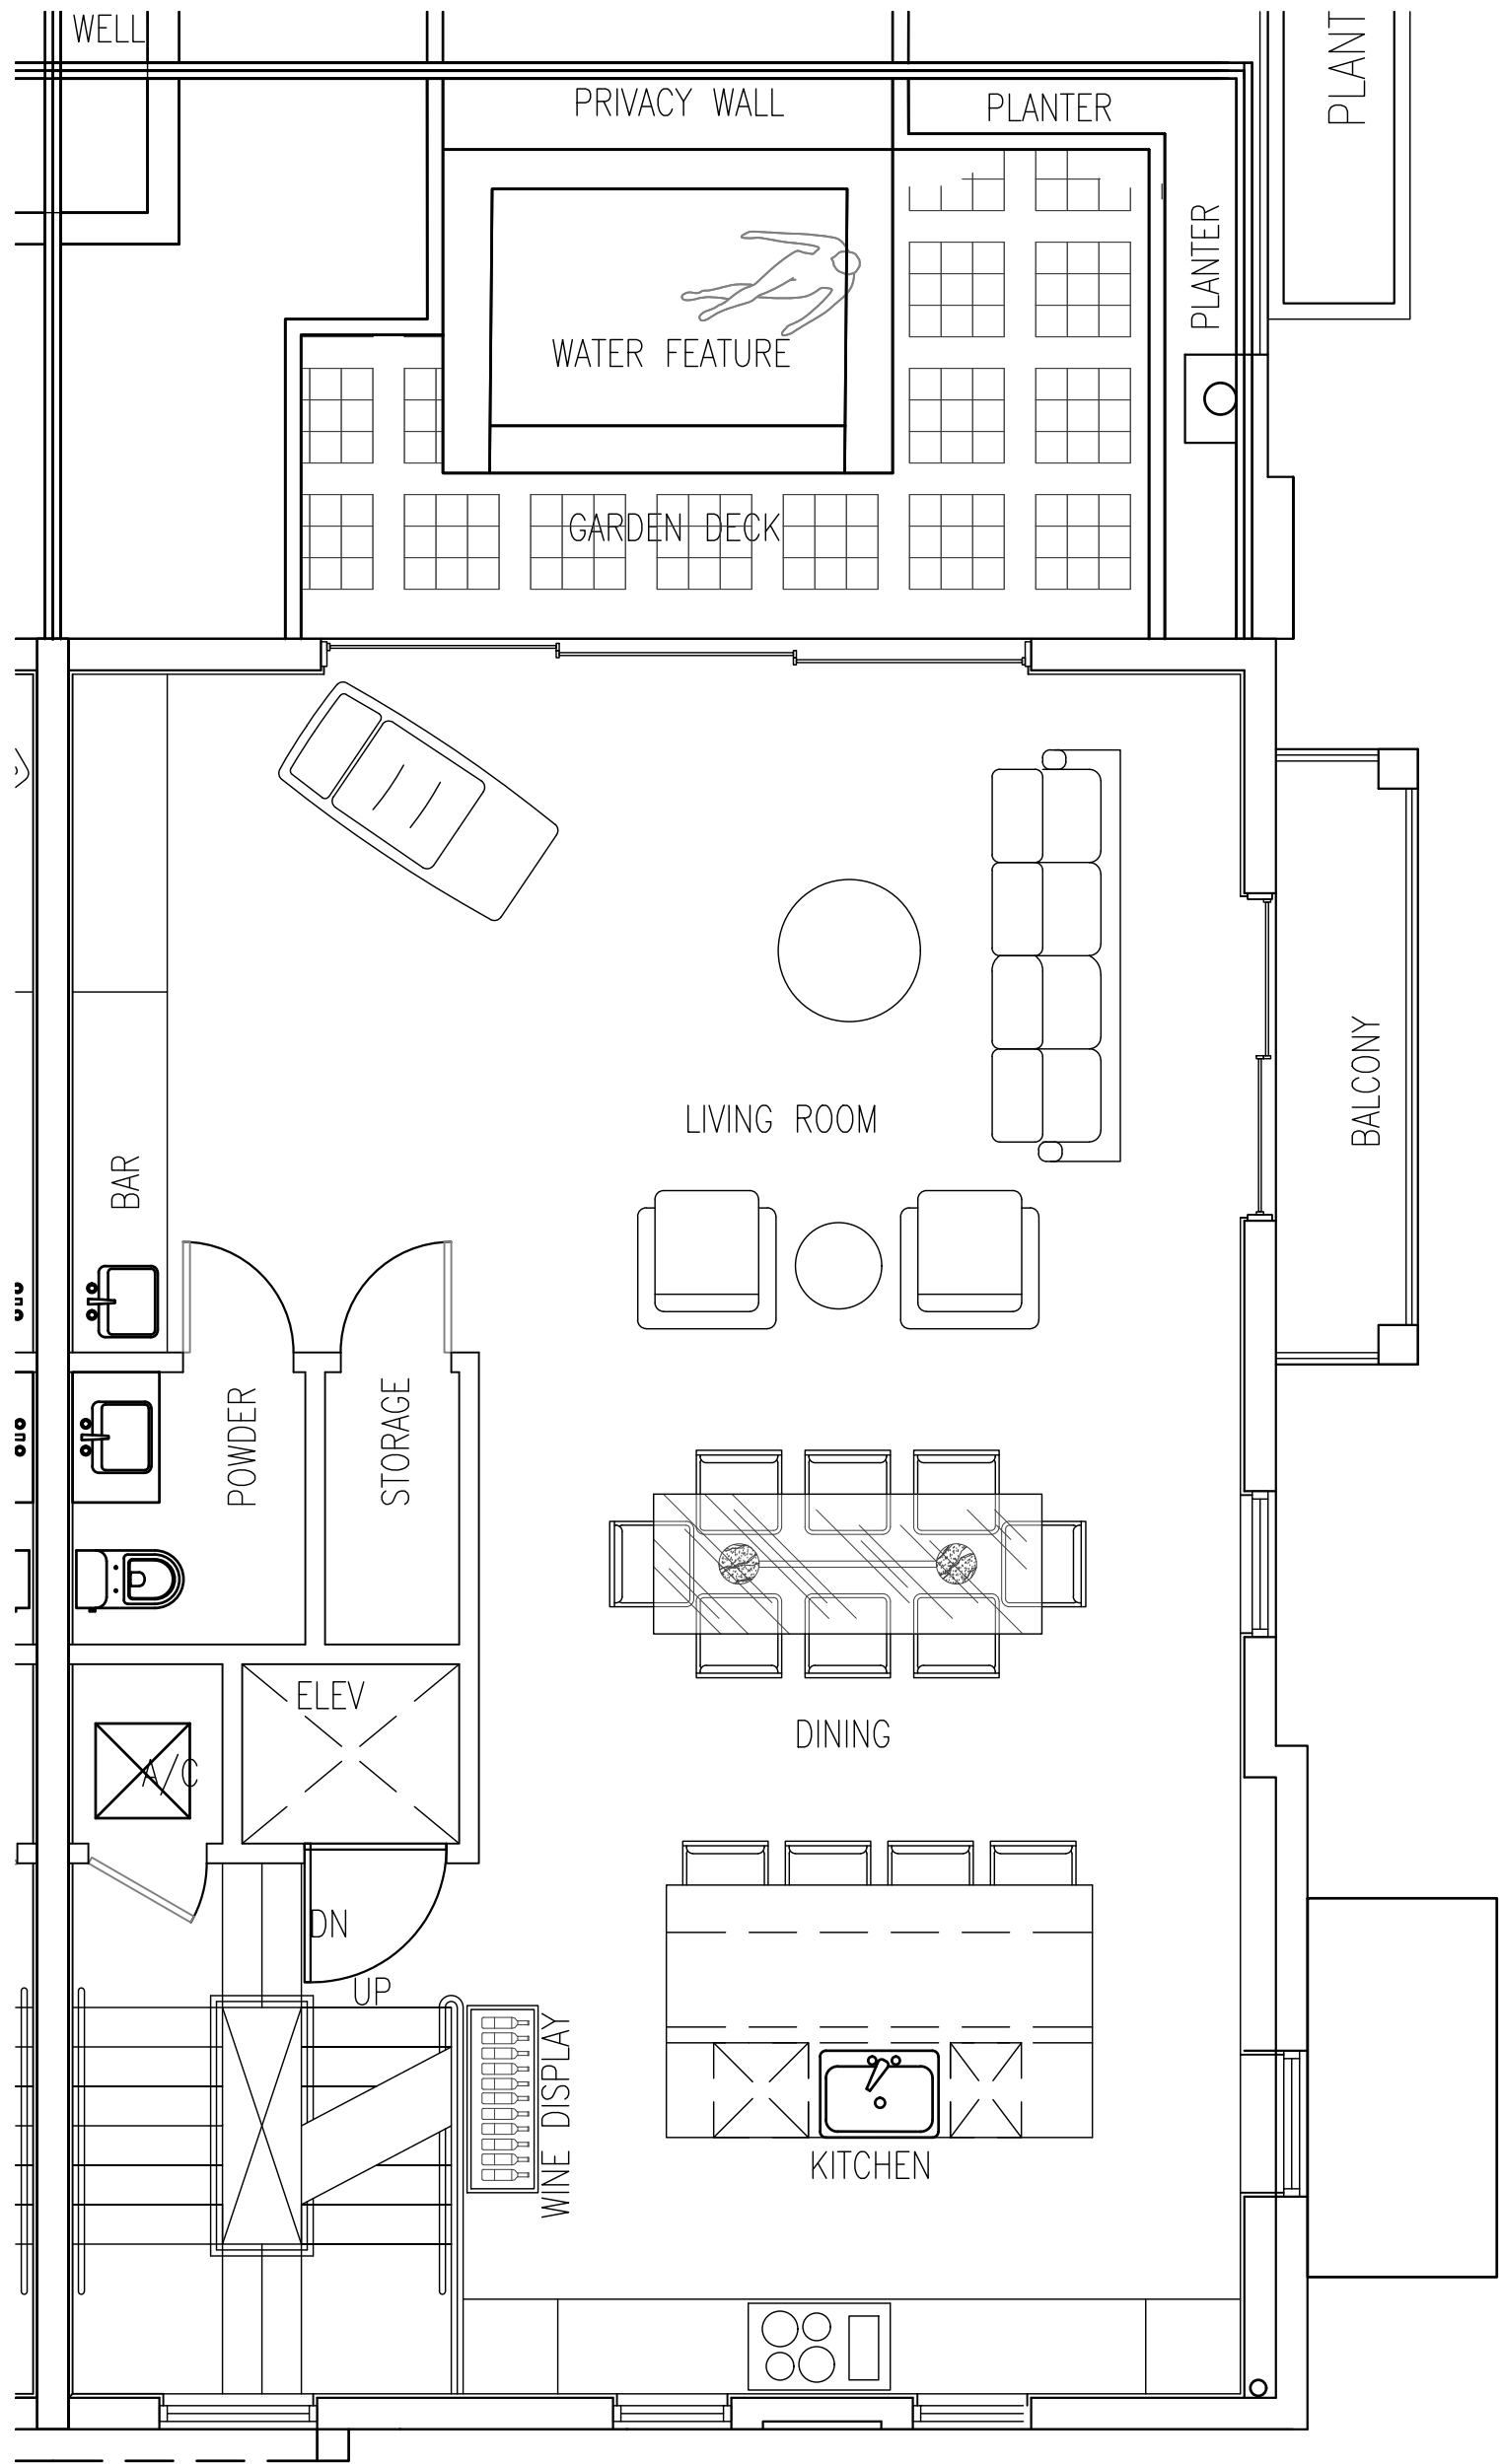 WELL
PLANT
PRIVACY WALL
PLANTER
PLANTER
WATER FEATURE
GARDEN DECK
BALCONY
LIVING ROOM
BAR
POWDER
STORAGE
ELEV
DINING
A/C
DN
UP
WINE DISPLAY
KITCHEN